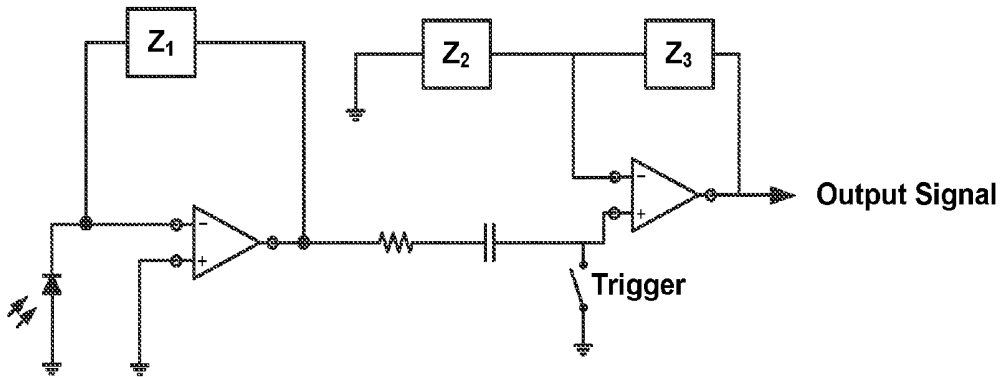 Z1
Z2
Z3
−
+
−
+
Output Signal
Trigger